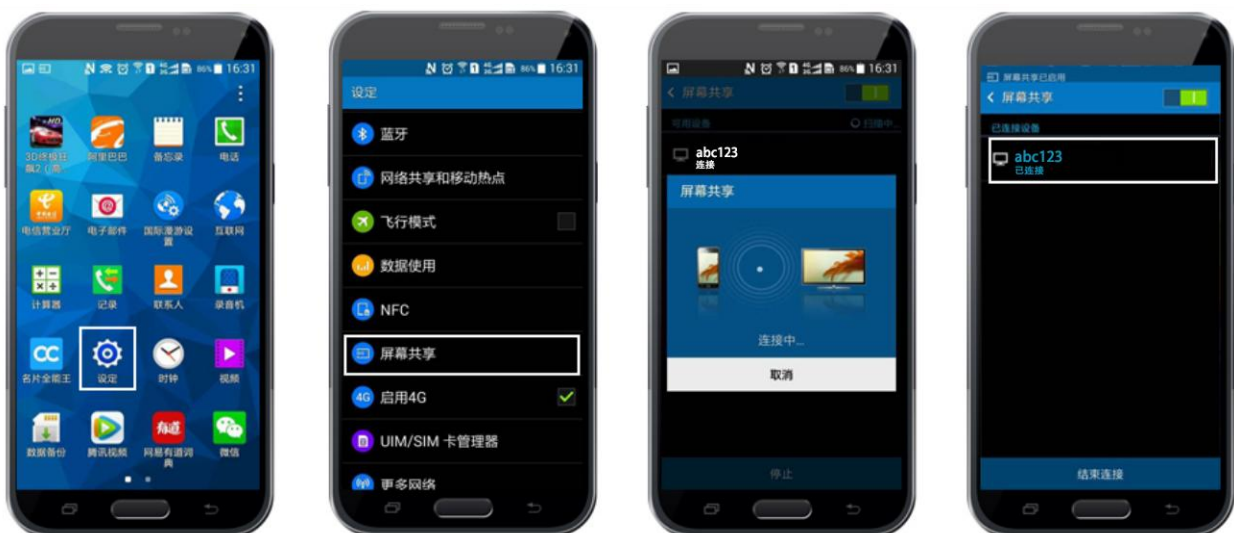 86% 16:31
3D终极狂
飙2（高...
阿里巴巴
备忘录
电话
电信营业厅
电子邮件
国际漫游设
置
互联网
计算器
记录
联系人
录音机
CC
名片全能王
设定
时钟
视频
数据备份
腾讯视频
有道
网易有道词
典
微信
86% 16:31
设定
蓝牙
网络共享和移动热点
飞行模式
数据使用
NFC
屏幕共享
4G
启用4G
UIM/SIM 卡管理器
更多网络
86% 16:31
屏幕共享
可用设备
扫描中...
abc123
连接
屏幕共享
连接中...
取消
停止
屏幕共享已启用
屏幕共享
已连接设备
abc123
已连接
结束连接